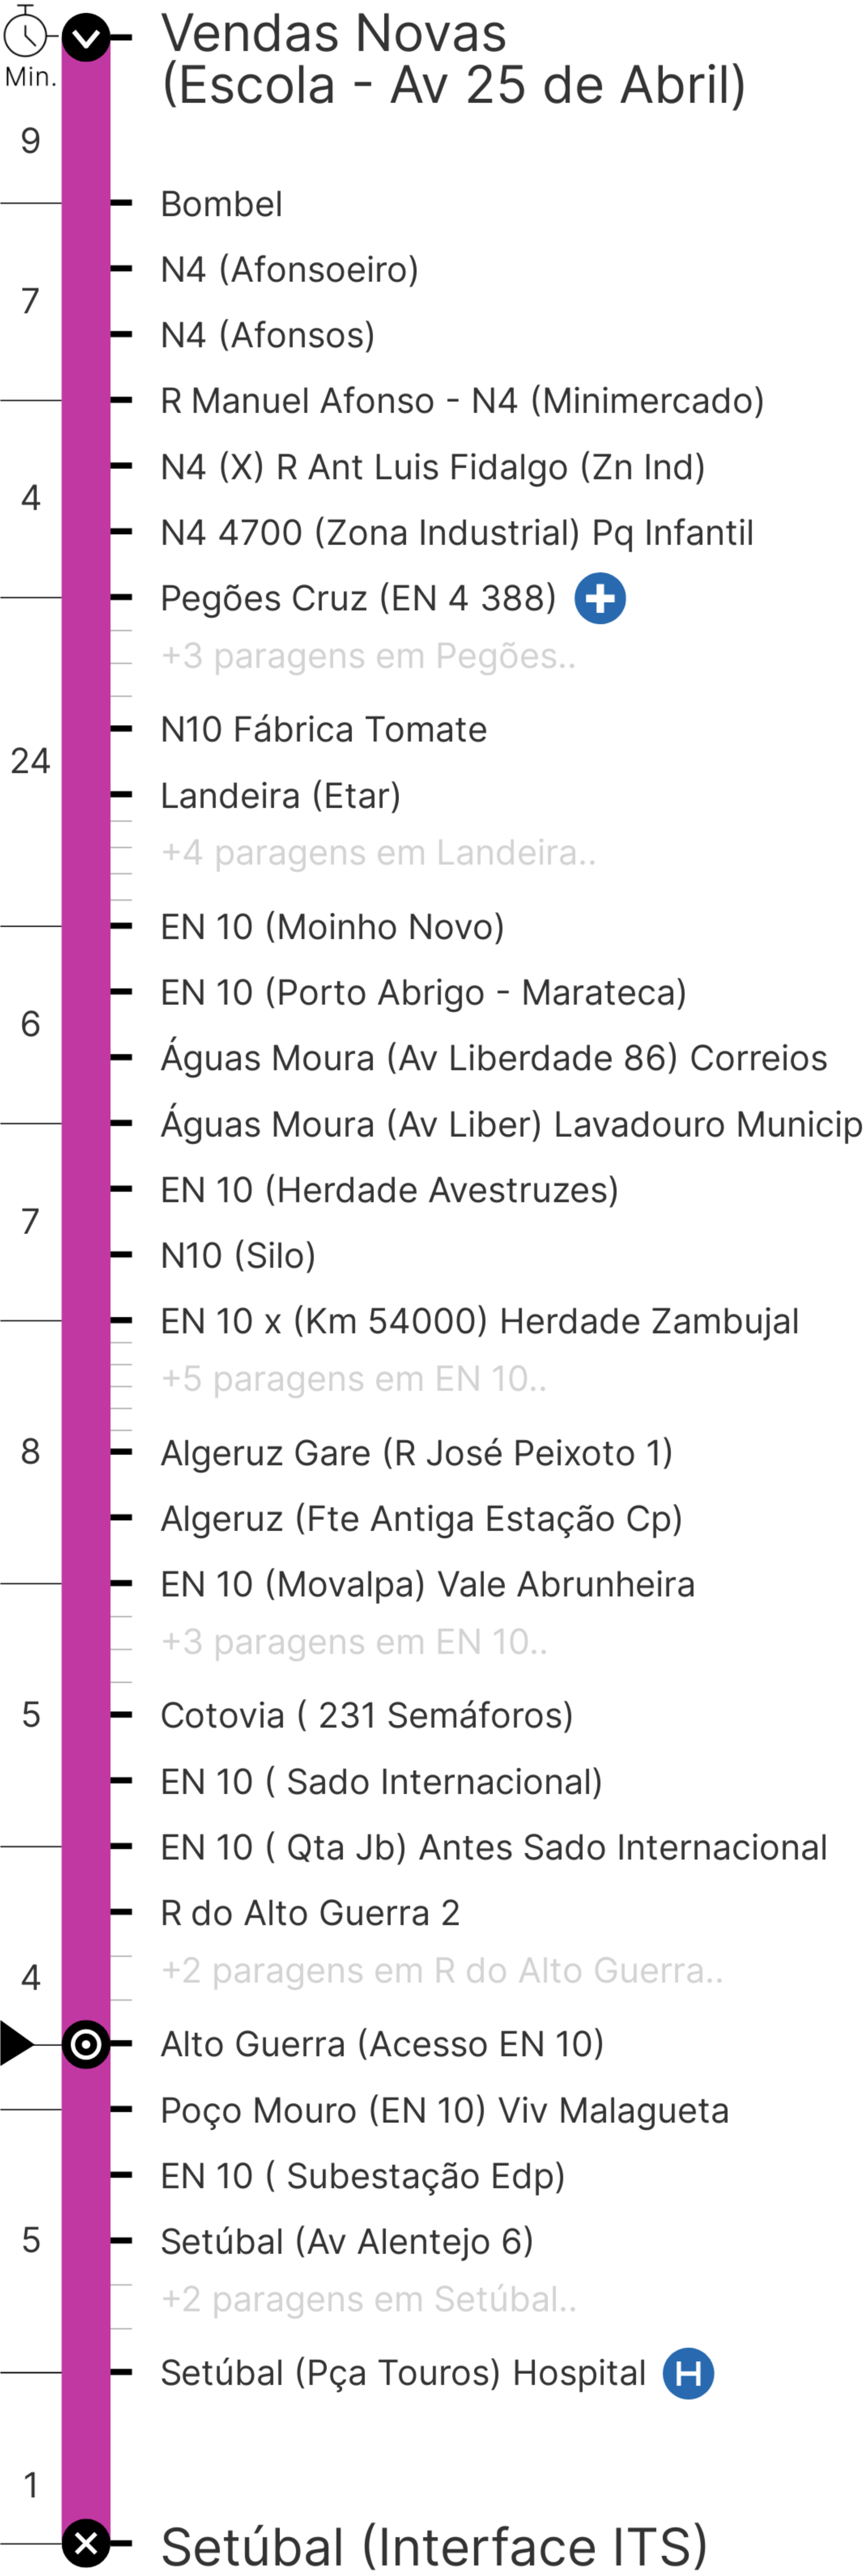 Vendas Novas
(Escola - Av 25 de Abril)
Min.
9
Bombel
N4 (Afonsoeiro)
7
N4 (Afonsos)
R Manuel Afonso - N4 (Minimercado)
N4 (X) R Ant Luis Fidalgo (Zn Ind)
4
N4 4700 (Zona Industrial) Pq Infantil
Pegões Cruz (EN 4 388)
+3 paragens em Pegões..
N10 Fábrica Tomate
24
Landeira (Etar)
+4 paragens em Landeira..
EN 10 (Moinho Novo)
EN 10 (Porto Abrigo - Marateca)
6
Águas Moura (Av Liberdade 86) Correios
Águas Moura (Av Liber) Lavadouro Municip
EN 10 (Herdade Avestruzes)
7
N10 (Silo)
EN 10 x (Km 54000) Herdade Zambujal
+5 paragens em EN 10..
8
Algeruz Gare (R José Peixoto 1)
Algeruz (Fte Antiga Estação Cp)
EN 10 (Movalpa) Vale Abrunheira
+3 paragens em EN 10..
5
Cotovia ( 231 Semáforos)
EN 10 ( Sado Internacional)
EN 10 ( Qta Jb) Antes Sado Internacional
R do Alto Guerra 2
+2 paragens em R do Alto Guerra..
4
Alto Guerra (Acesso EN 10)
Poço Mouro (EN 10) Viv Malagueta
EN 10 ( Subestação Edp)
5
Setúbal (Av Alentejo 6)
+2 paragens em Setúbal..
Setúbal (Pça Touros) Hospital H
1
Setúbal (Interface ITS)